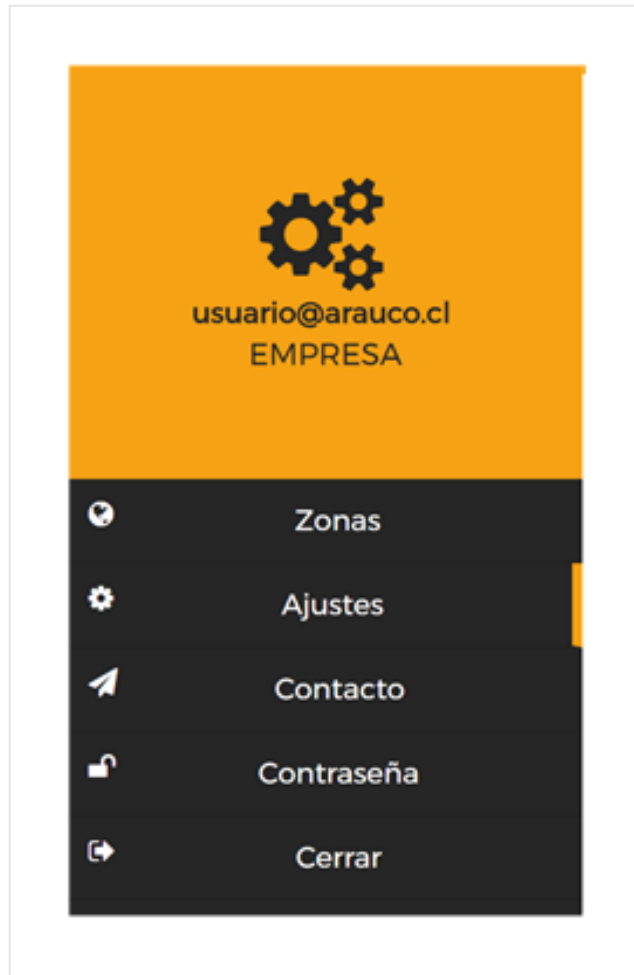 usuario@arauco.cl
EMPRESA
Zonas
Ajustes
Contacto
Contraseña
Cerrar